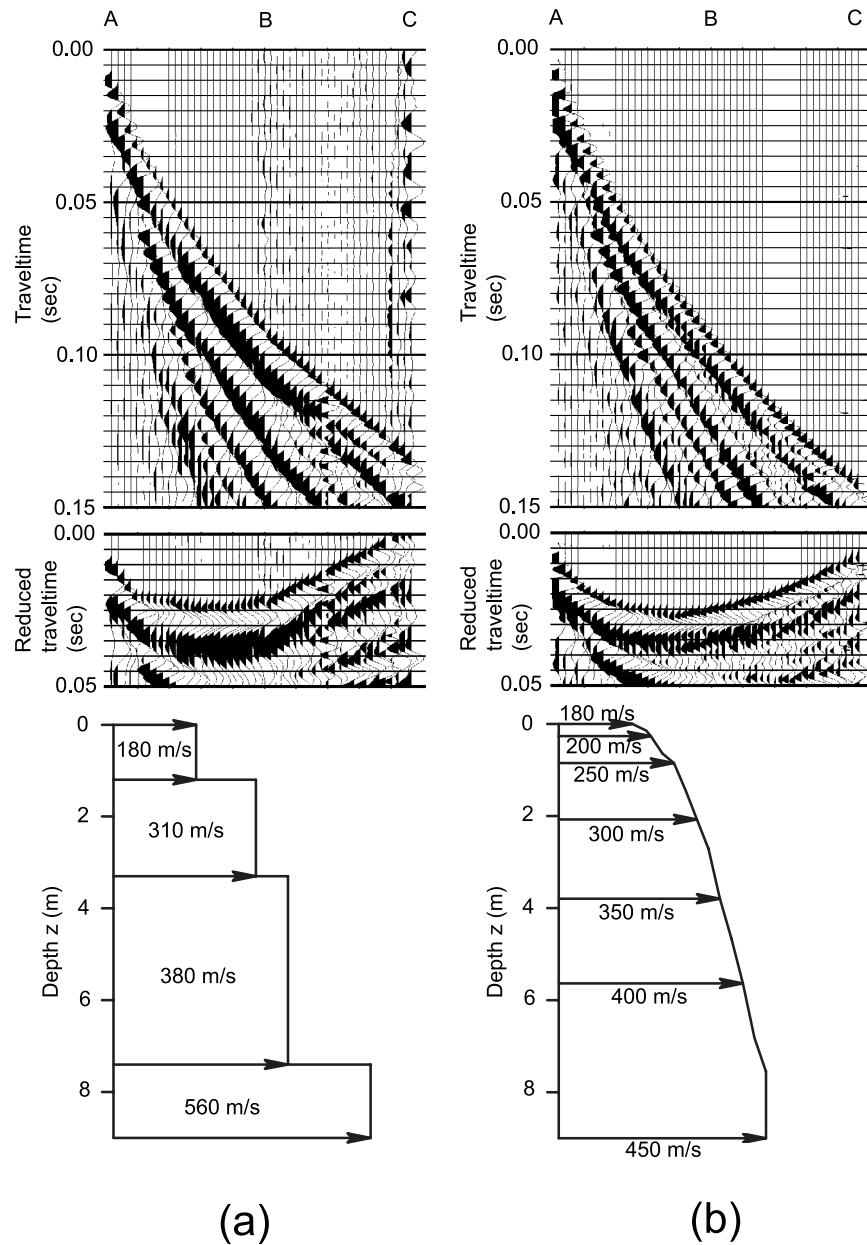 A B C
0.00
0.05
0.10
0.15
Traveltime
(sec)
0.00
0.05
Reduced
traveltime
(sec)
0
2
4
6
8
Depth z (m)
180 m/s
310 m/s
380 m/s
560 m/s
(a)
A B C
0.00
0.05
0.10
0.15
Traveltime
(sec)
0.00
0.05
Reduced
traveltime
(sec)
0
2
4
6
8
Depth z (m)
180 m/s
200 m/s
250 m/s
300 m/s
350 m/s
400 m/s
450 m/s
(b)